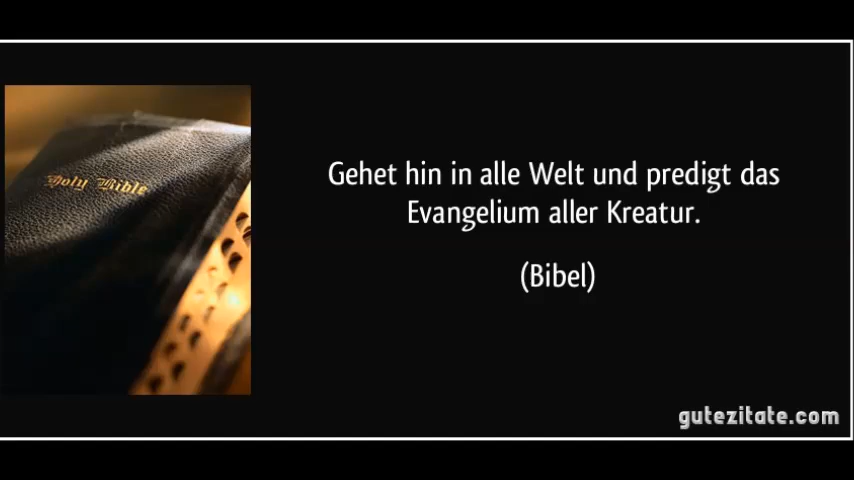 Holy Bible
Gehet hin in alle Welt und predigt das
Evangelium aller Kreatur.
(Bibel)
gutezitate.com